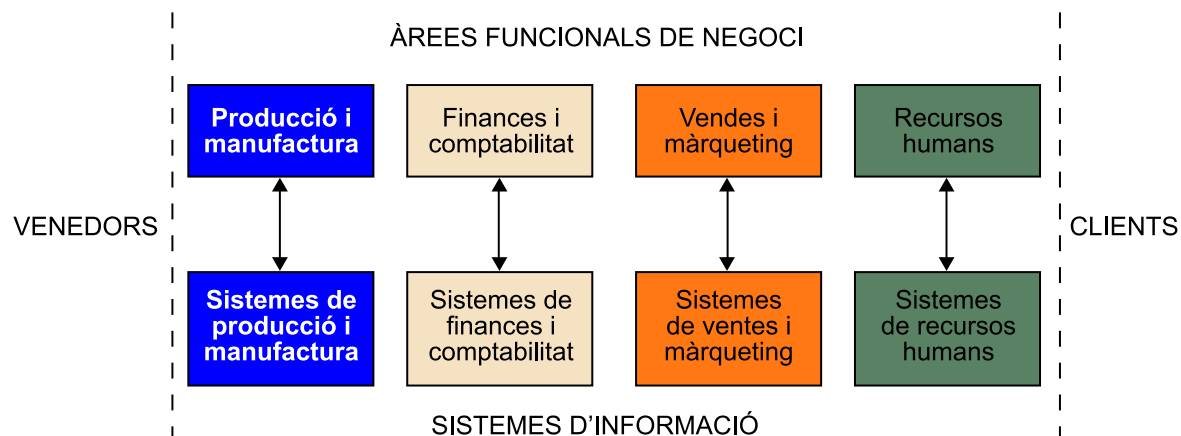 ÀREES FUNCIONALS DE NEGOCI
Producció i
manufactura
Finances i
comptabilitat
Vendes i
màrqueting
Recursos
humans
VENEDORS
CLIENTS
Sistemes de
producció i
manufactura
Sistemes de
finances i
comptabilitat
Sistemes
de ventes i
màrqueting
Sistemes
de recursos
humans
SISTEMES D'INFORMACIÓ